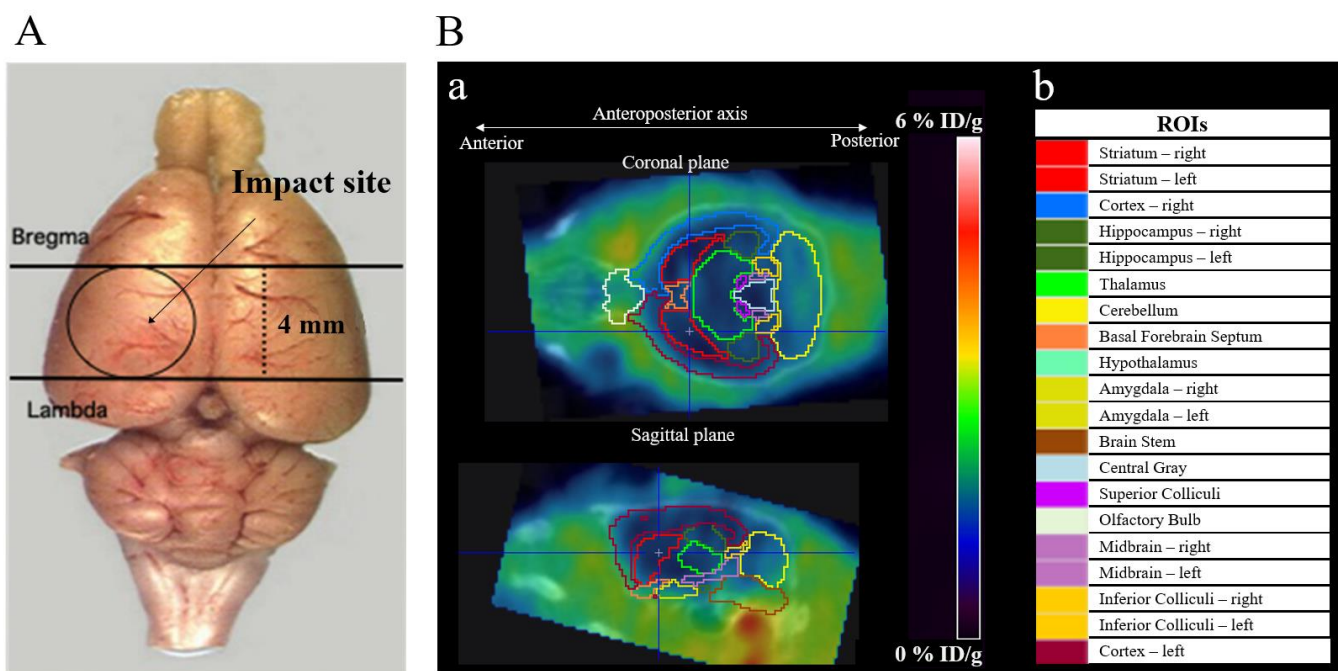 A
Impact site
Bregma
4 mm
Lambda
B
a
Anteroposterior axis
Anterior
Posterior
Coronal plane
Sagittal plane
6 % ID/g
0 % ID/g
b
ROIs
Striatum – right
Striatum – left
Cortex – right
Hippocampus – right
Hippocampus – left
Thalamus
Cerebellum
Basal Forebrain Septum
Hypothalamus
Amygdala – right
Amygdala – left
Brain Stem
Central Gray
Superior Colliculi
Olfactory Bulb
Midbrain – right
Midbrain – left
Inferior Colliculi – right
Inferior Colliculi – left
Cortex – left